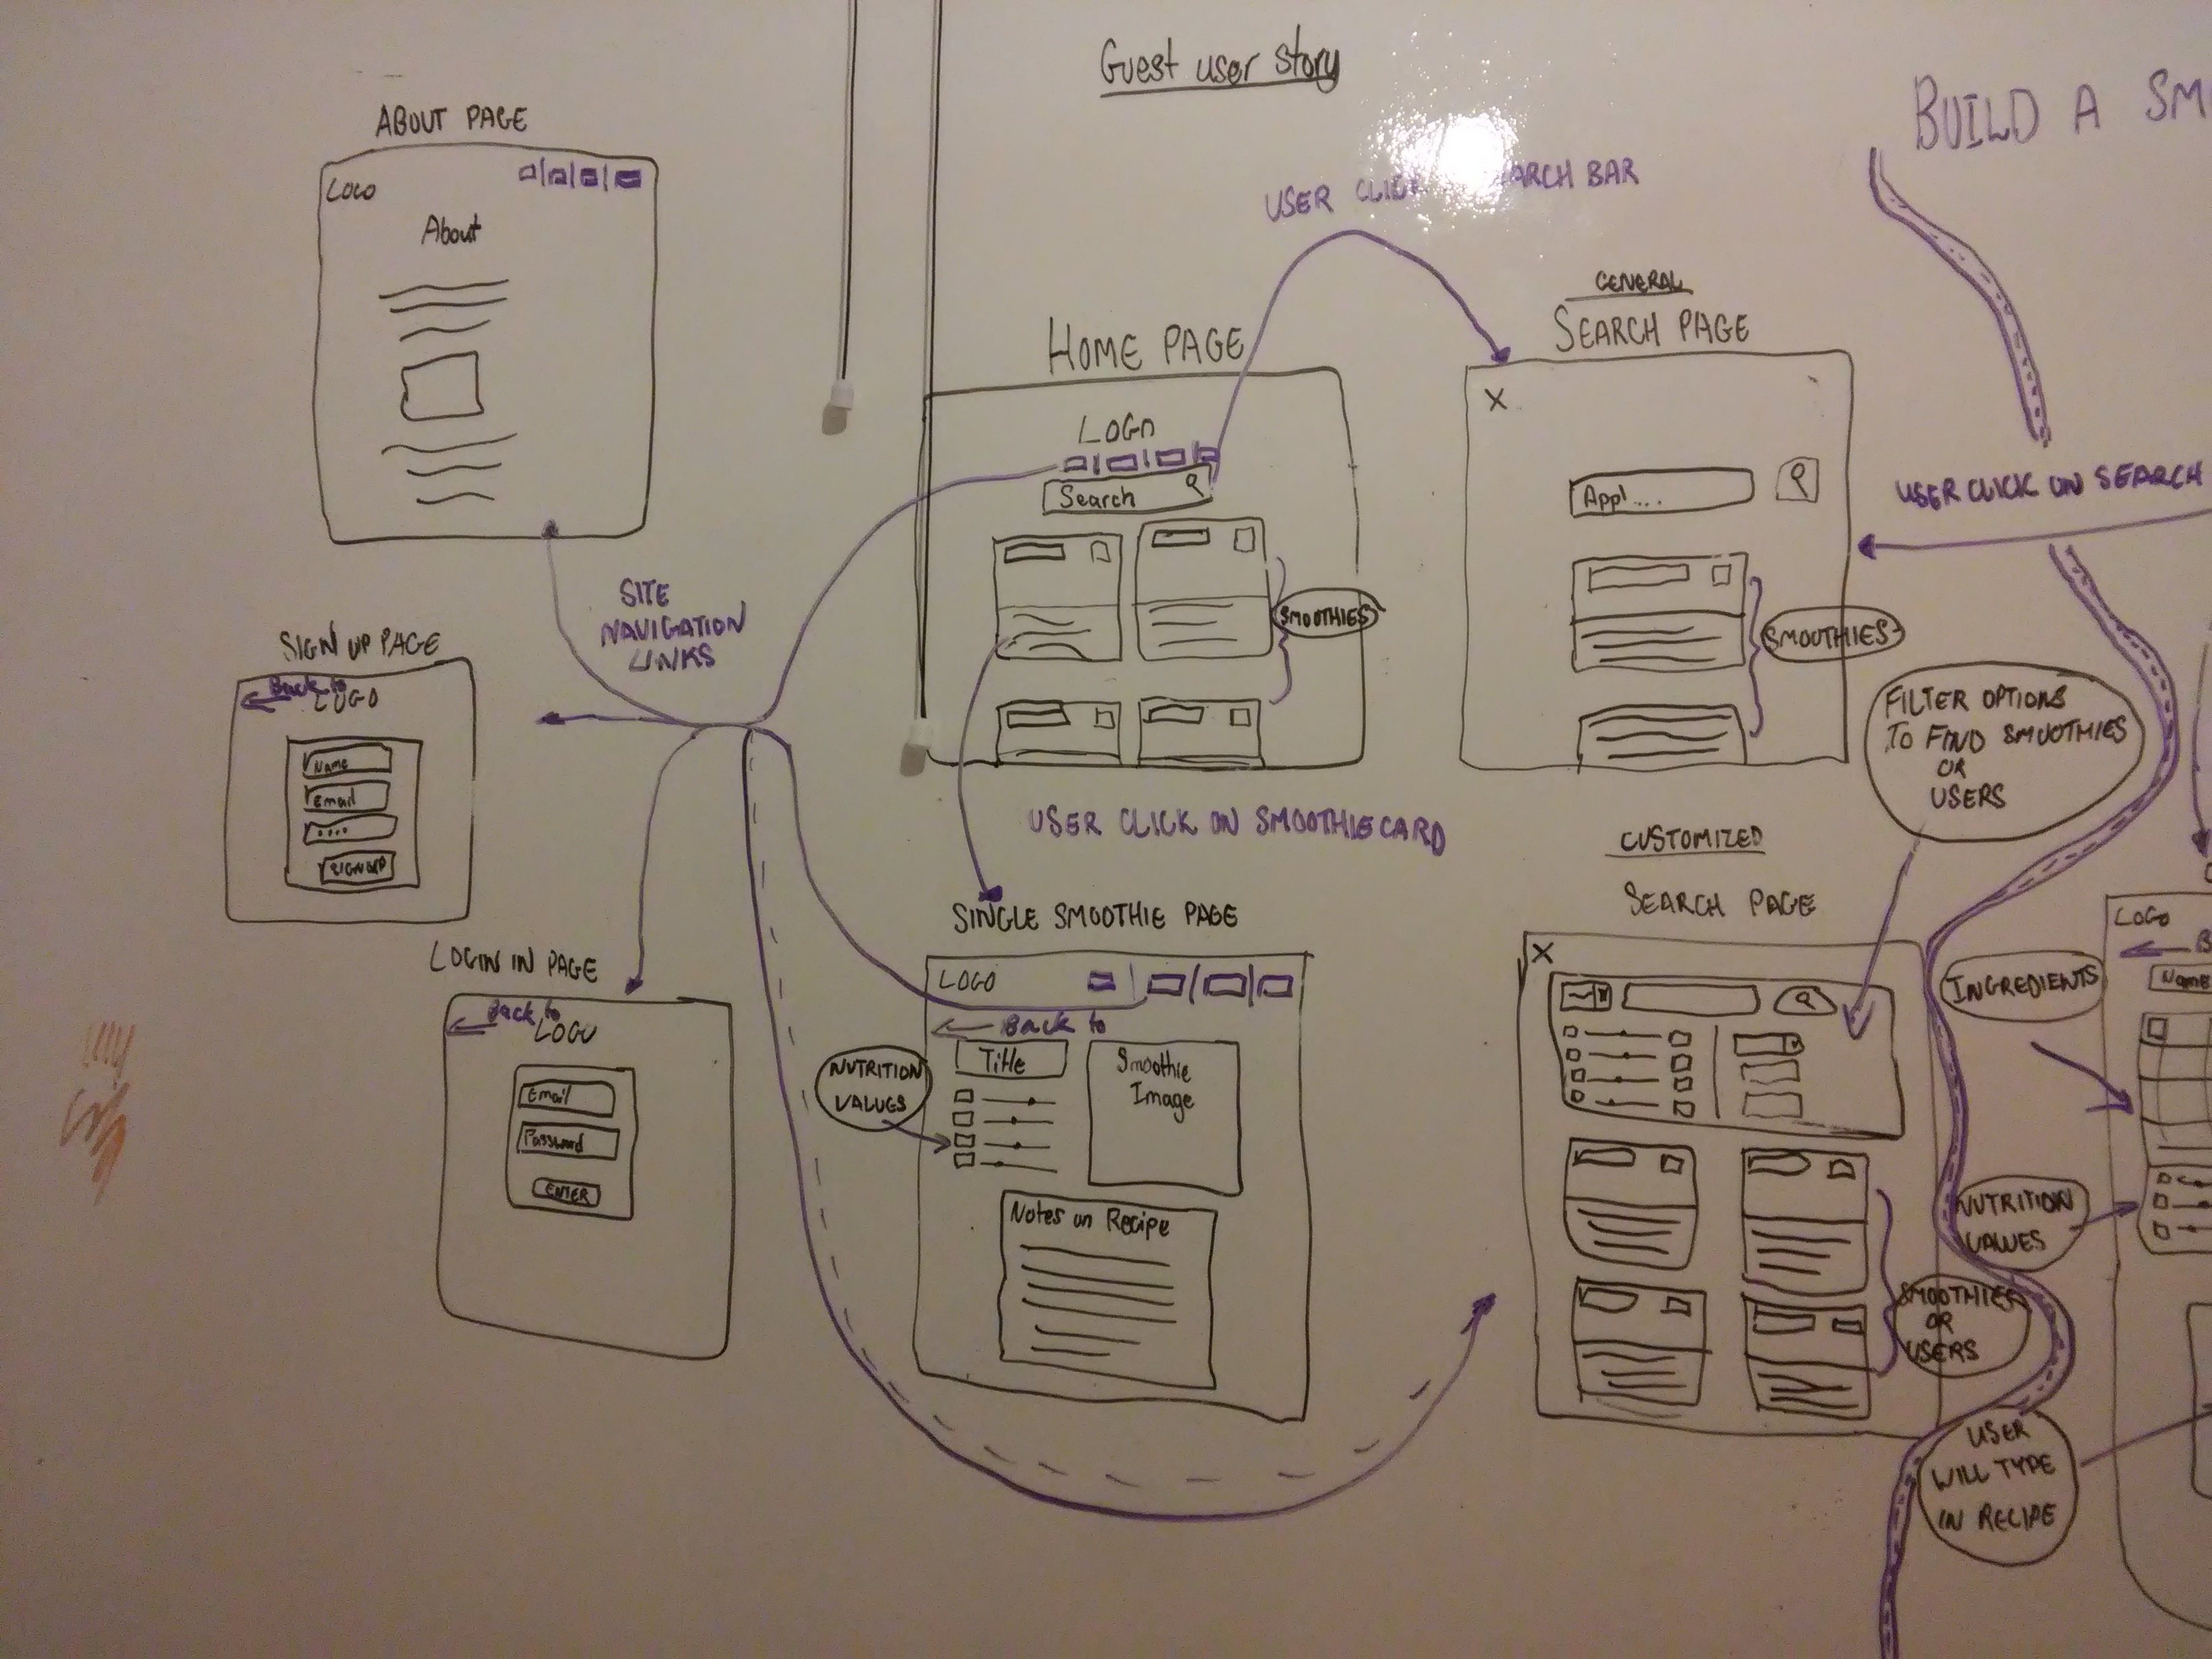 Guest user story
BUILD A SM
ABOUT PAGE
LOGO
About
SITE
NAVIGATION
LINKS
SIGN UP PAGE
Back to
LOGO
Name
Email
....
SIGN UP
LOGIN IN PAGE
Back to
LOGO
Email
Password
ENTER
HOME PAGE
LOGO
Search
SMOOTHIES
USER CLICK SEARCH BAR
GENERAL
SEARCH PAGE
X
Appl...
SMOOTHIES
USER CLICK ON SEARCH
USER CLICK ON SMOOTHIE CARD
SINGLE SMOOTHIE PAGE
LOGO
Back to
Title
Smoothie
Image
NUTRITION
VALUES
Notes on Recipe
FILTER OPTIONS
TO FIND SMOOTHIES
OR
USERS
CUSTOMIZED
SEARCH PAGE
X
SMOOTHIES
OR
USERS
LOGO
B
Name
INGREDIENTS
NUTRITION
VALUES
USER
WILL TYPE
IN RECIPE